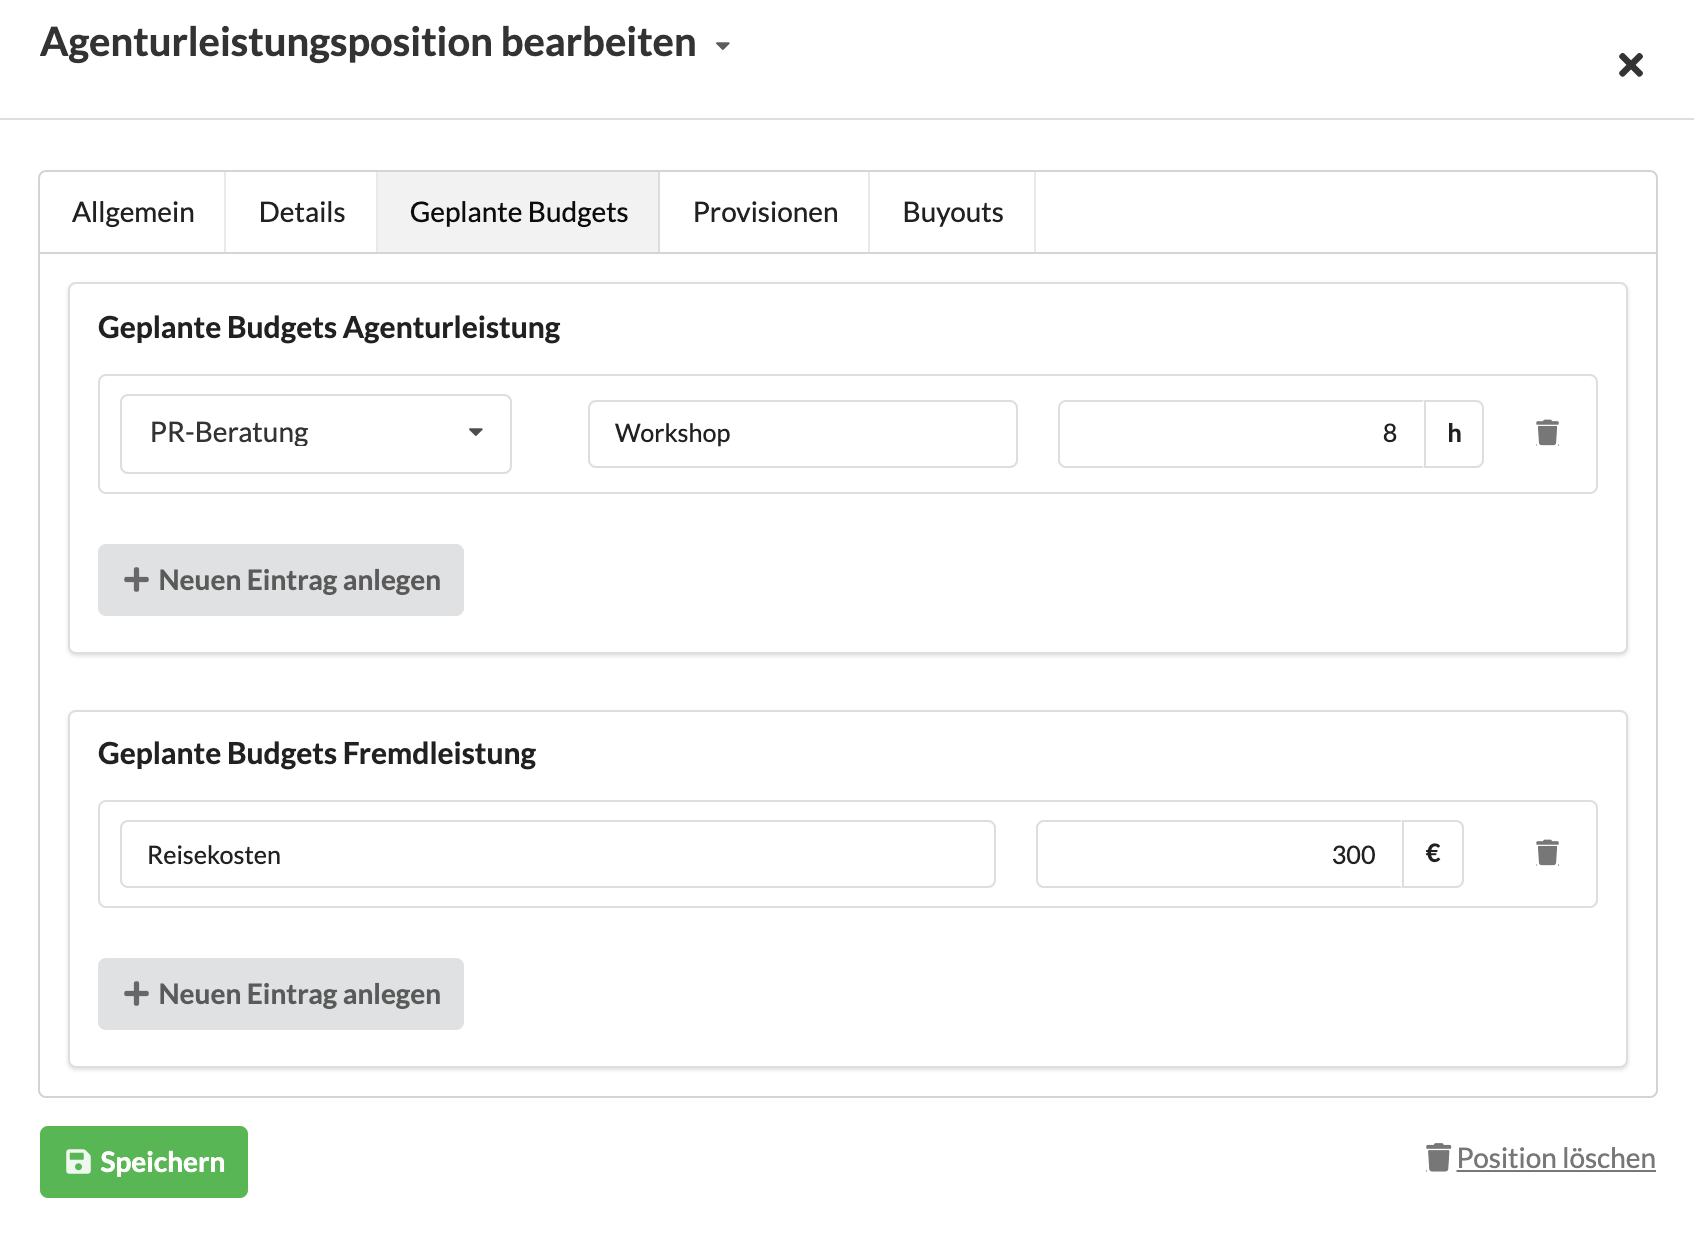 Agenturleistungsposition bearbeiten
Allgemein Details Geplante Budgets Provisionen Buyouts
Geplante Budgets Agenturleistung
PR-Beratung Workshop 8 h
Neuen Eintrag anlegen
Geplante Budgets Fremdleistung
Reisekosten 300 €
Neuen Eintrag anlegen
Speichern Position löschen